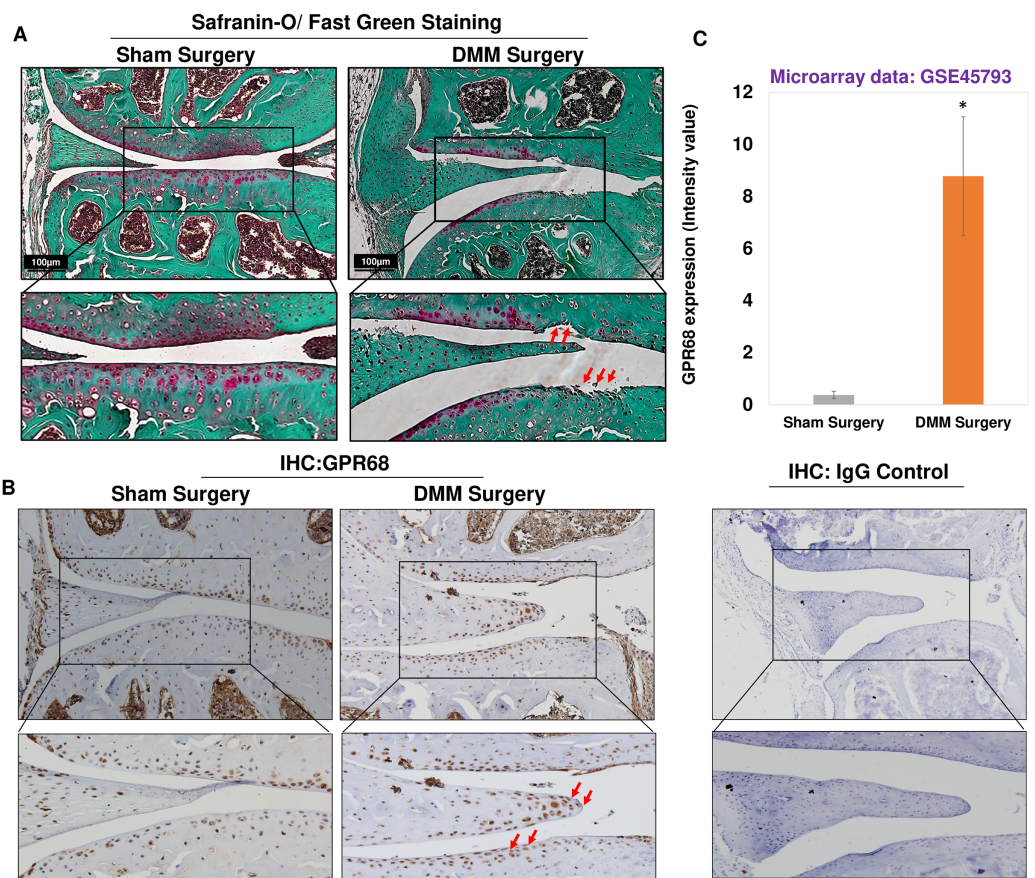 A
Safranin-O/ Fast Green Staining
Sham Surgery
DMM Surgery
100µm
100µm
C
Microarray data: GSE45793
GPR68 expression (Intensity value)
12
10
8
6
4
2
0
*
Sham Surgery
DMM Surgery
B
IHC:GPR68
Sham Surgery
DMM Surgery
IHC: IgG Control